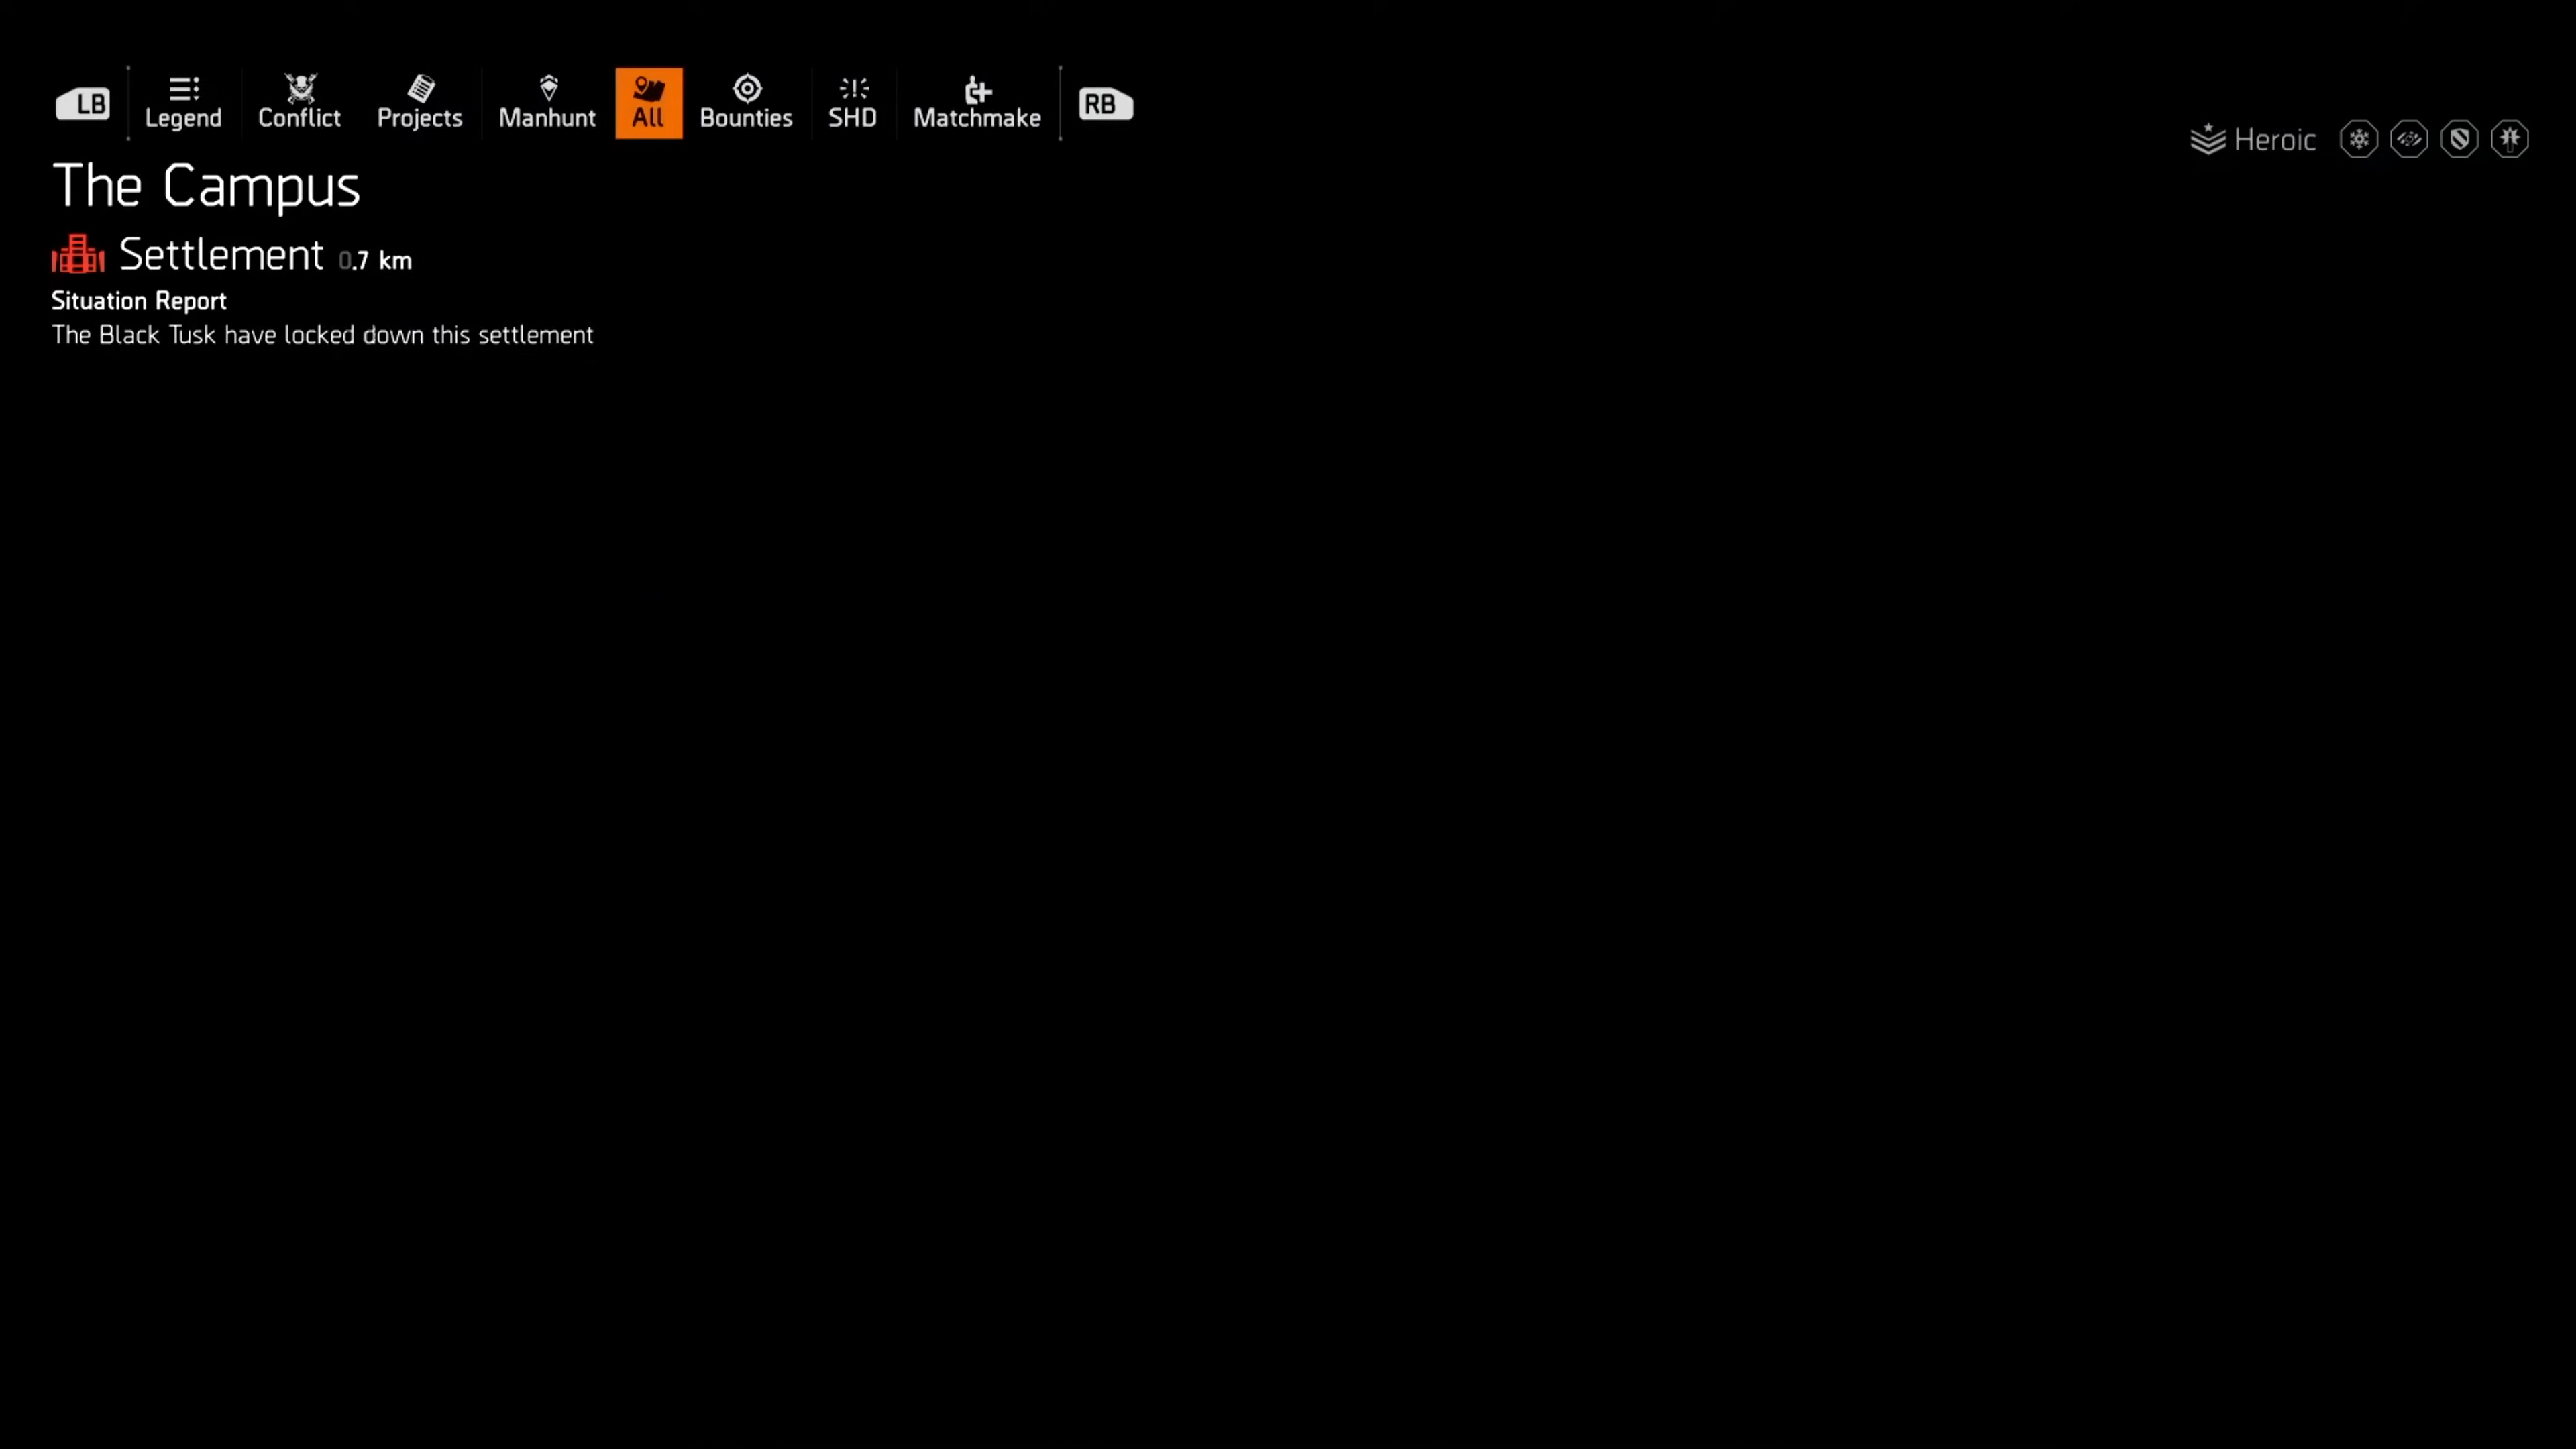 LB Legend Conflict Projects Manhunt All Bounties SHD Matchmake RB
Heroic
The Campus
Settlement 0.7 km
Situation Report
The Black Tusk have locked down this settlement